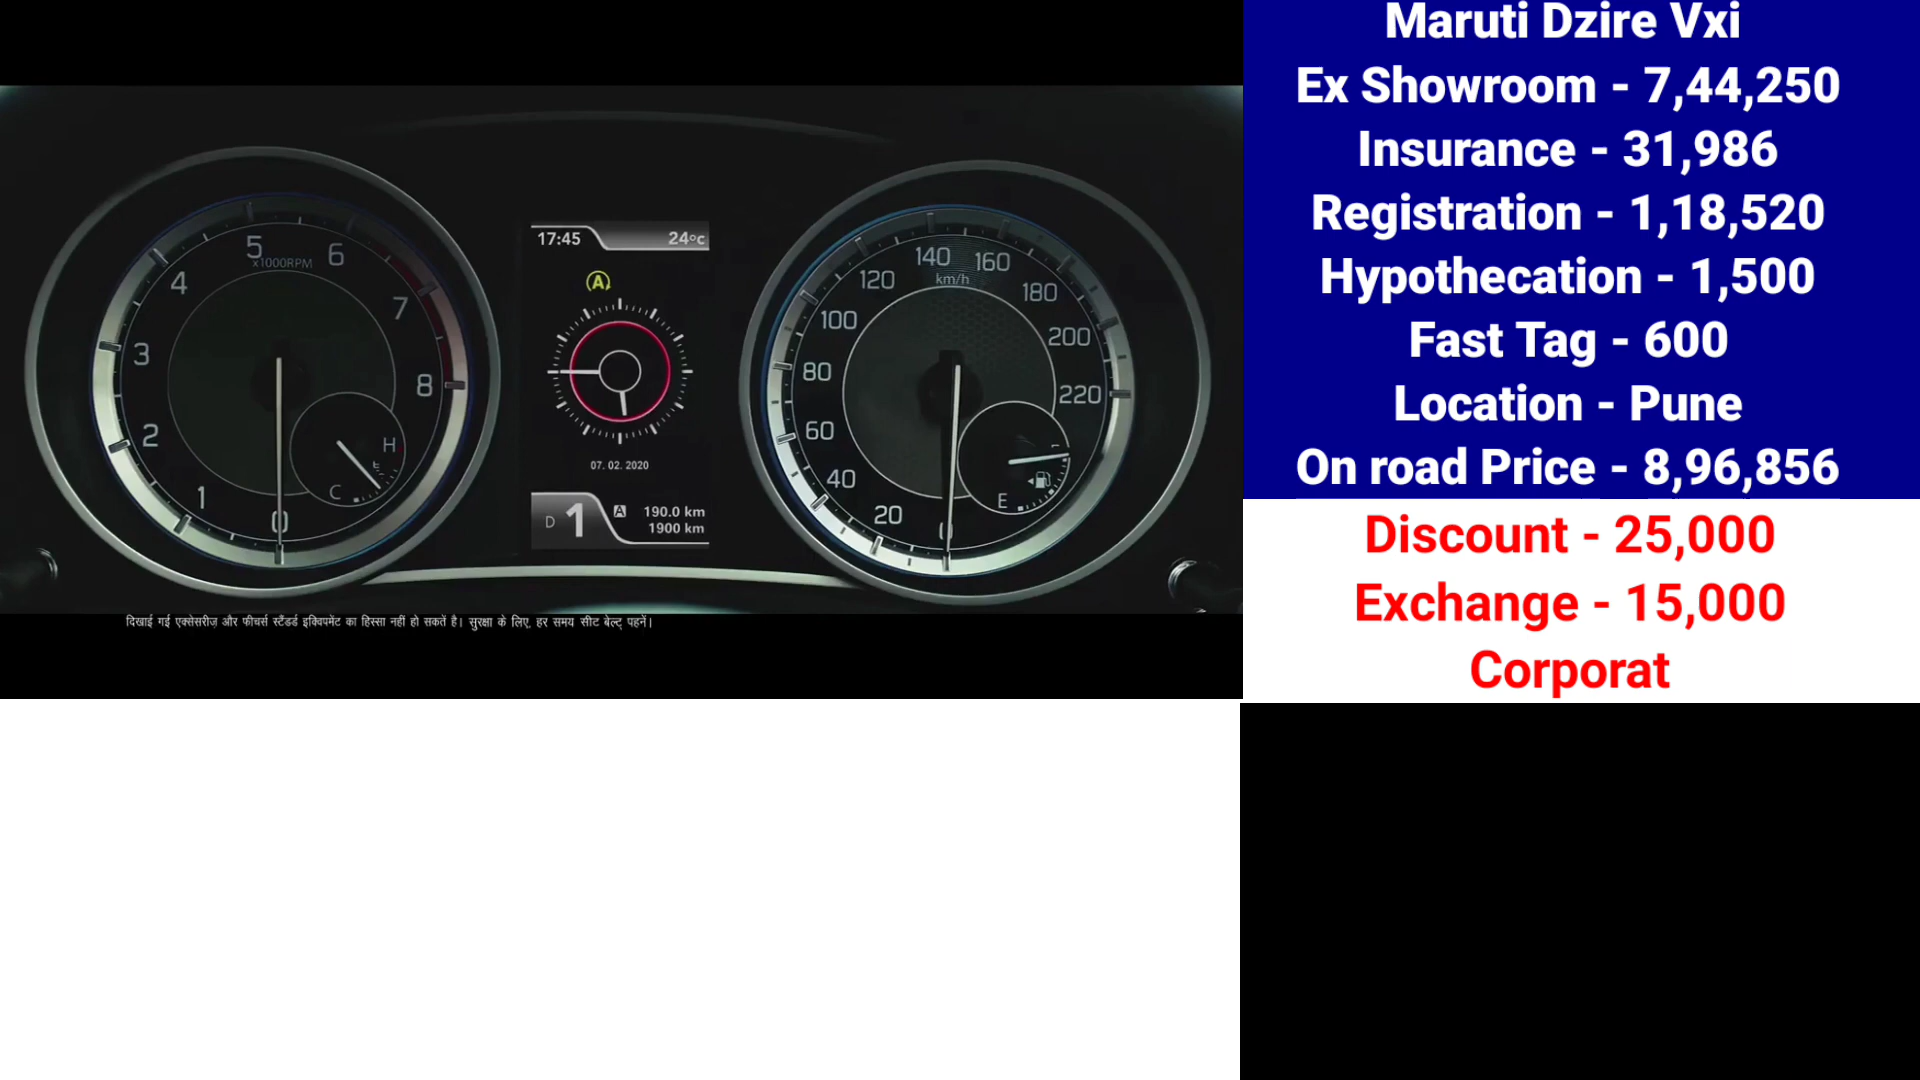 5
x1000RPM
6
4
7
3
8
2
H
1
C
0
17:45
24°C
(A)
07. 02. 2020
D 1 A 190.0 km
1900 km
140
160
km/h
120
180
100
200
80
220
60
40
E
20
0
दिखाई गई एक्सेसरीज़ और फीचर्स स्टैंडर्ड इक्विपमेंट का हिस्सा नहीं हो सकतें है। सुरक्षा के लिए, हर समय सीट बेल्ट् पहनें।
Maruti Dzire Vxi
Ex Showroom - 7,44,250
Insurance - 31,986
Registration - 1,18,520
Hypothecation - 1,500
Fast Tag - 600
Location - Pune
On road Price - 8,96,856
Discount - 25,000
Exchange - 15,000
Corporat